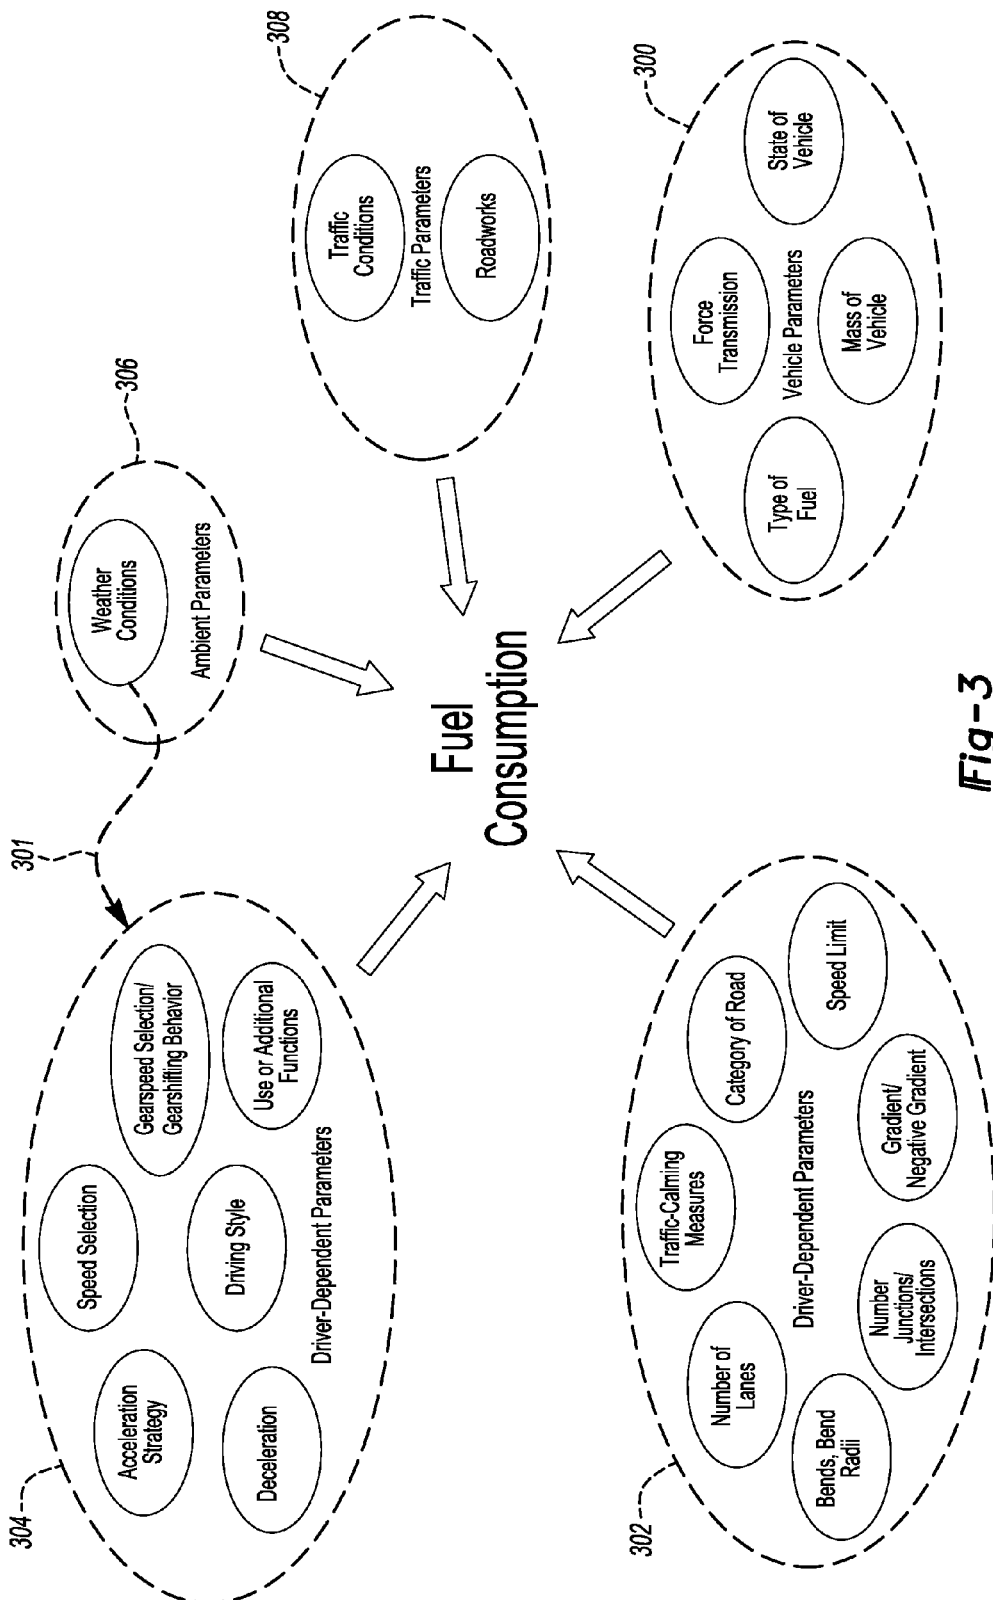 304
Acceleration
Strategy
Speed Selection
Gearspeed Selection/
Gearshifting Behavior
Deceleration
Driving Style
Use or Additional
Functions
Driver-Dependent Parameters
301
306
Weather
Conditions
Ambient Parameters
308
Traffic
Conditions
Traffic Parameters
Roadworks
Fuel
Consumption
302
Number of
Lanes
Traffic-Calming
Measures
Category of Road
Bends, Bend
Radii
Driver-Dependent Parameters
Speed Limit
Number
Junctions/
Intersections
Gradient/
Negative Gradient
300
Force
Transmission
Type of
Fuel
Vehicle Parameters
State of
Vehicle
Mass of
Vehicle
Fig-3